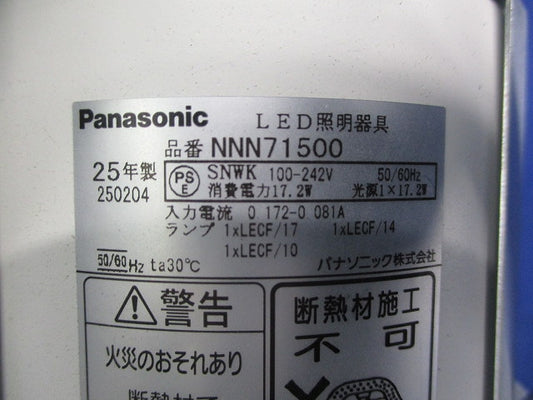 Panasonic LED照明器具
品番 NNN71500
25年製
250204
PS E SNWK 100-242V 50/60Hz
消費電力17.2W 光源1×17.2W
入力電流 0 172-0 081A
ランプ 1xLECF/17 1xLECF/14
1xLECF/10
50/60Hz ta30℃ パナソニック株式会社
警告
火災のおそれあり
断熱材施工
不可